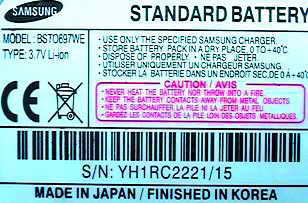 SAMSUNG
STANDARD BATTERY
MODEL: BST0697WE
TYPE: 3.7V Li-ion
- USE ONLY THE SPECIFIED SAMSUNG CHARGER.
- STORE BATTERY PACK IN A DRY PLACE, 0 TO +40°C
- DISPOSE OF PROPERLY. - NE PAS JETER.
- UTILISER UNIQUEMENT UN CHARGEUR SAMSUNG.
- STOCKER LA BATTERIE DANS UN ENDROIT SEC, DE 0 A +40°
CAUTION / AVIS
- NEVER HEAT THE BATTERY NOR THROW INTO A FIRE.
- KEEP BATTERY CONTACTS AWAY FROM METAL OBJECTS.
- NE PAS CHAUFFER LA PILE NI LA JETER AU FEU
- GARDEZ LES CONTACTS DE PILE LOIN DES OBJETS METALLIQUES.
CE
S/N: YH1RC2221/15
MADE IN JAPAN / FINISHED IN KOREA